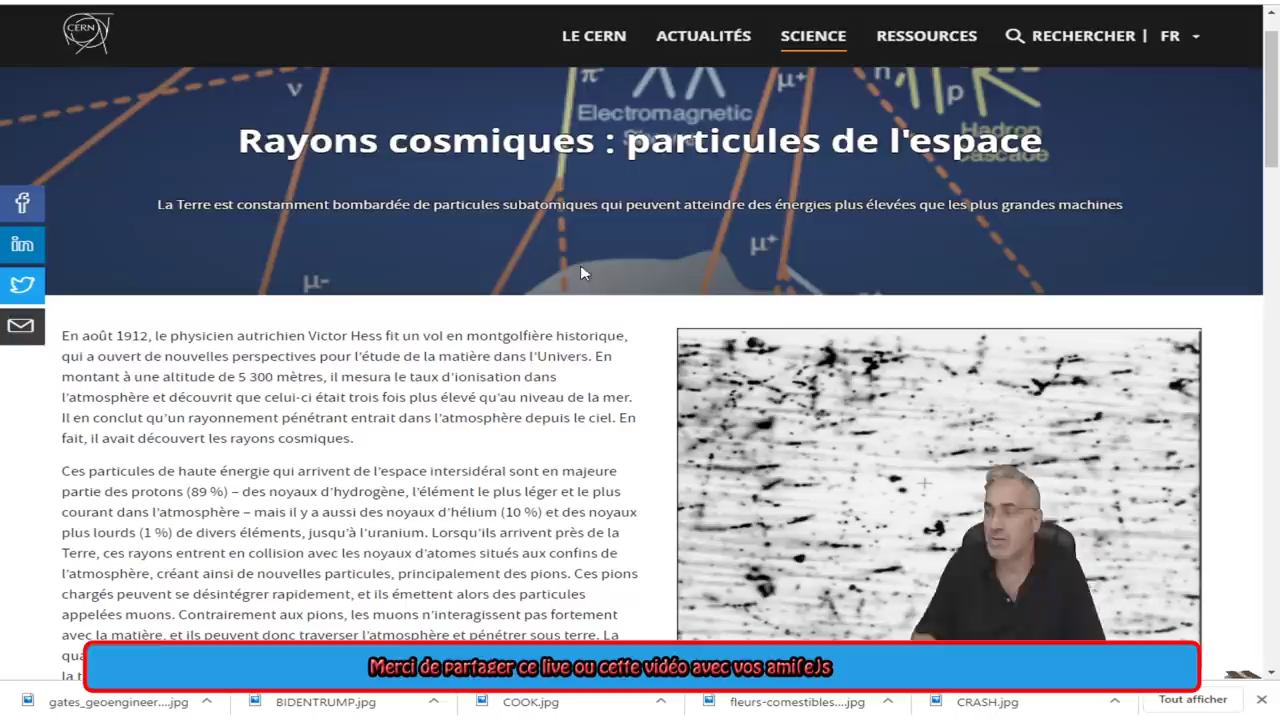 CERN
LE CERN ACTUALITÉS SCIENCE RESSOURCES RECHERCHER | FR
ν π μ+ n p
Electromagnetic
Hadron
cascade
Rayons cosmiques : particules de l'espace
La Terre est constamment bombardée de particules subatomiques qui peuvent atteindre des énergies plus élevées que les plus grandes machines
μ+
μ-
En août 1912, le physicien autrichien Victor Hess fit un vol en montgolfière historique,
qui a ouvert de nouvelles perspectives pour l'étude de la matière dans l'Univers. En
montant à une altitude de 5 300 mètres, il mesura le taux d'ionisation dans
l'atmosphère et découvrit que celui-ci était trois fois plus élevé qu'au niveau de la mer.
Il en conclut qu'un rayonnement pénétrant entrait dans l'atmosphère depuis le ciel. En
fait, il avait découvert les rayons cosmiques.
Ces particules de haute énergie qui arrivent de l'espace intersidéral sont en majeure
partie des protons (89 %) – des noyaux d'hydrogène, l'élément le plus léger et le plus
courant dans l'atmosphère – mais il y a aussi des noyaux d'hélium (10 %) et des noyaux
plus lourds (1 %) de divers éléments, jusqu'à l'uranium. Lorsqu'ils arrivent près de la
Terre, ces rayons entrent en collision avec les noyaux d'atomes situés aux confins de
l'atmosphère, créant ainsi de nouvelles particules, principalement des pions. Ces pions
chargés peuvent se désintégrer rapidement, et ils émettent alors des particules
appelées muons. Contrairement aux pions, les muons n'interagissent pas fortement
avec la matière, et ils peuvent donc traverser l'atmosphère et pénétrer sous terre. La
Merci de partager ce live ou cette vidéo avec vos ami(e)s
gates_geoengineer....jpg BIDENTRUMP.jpg COOK.jpg fleurs-comestibles....jpg CRASH.jpg Tout afficher